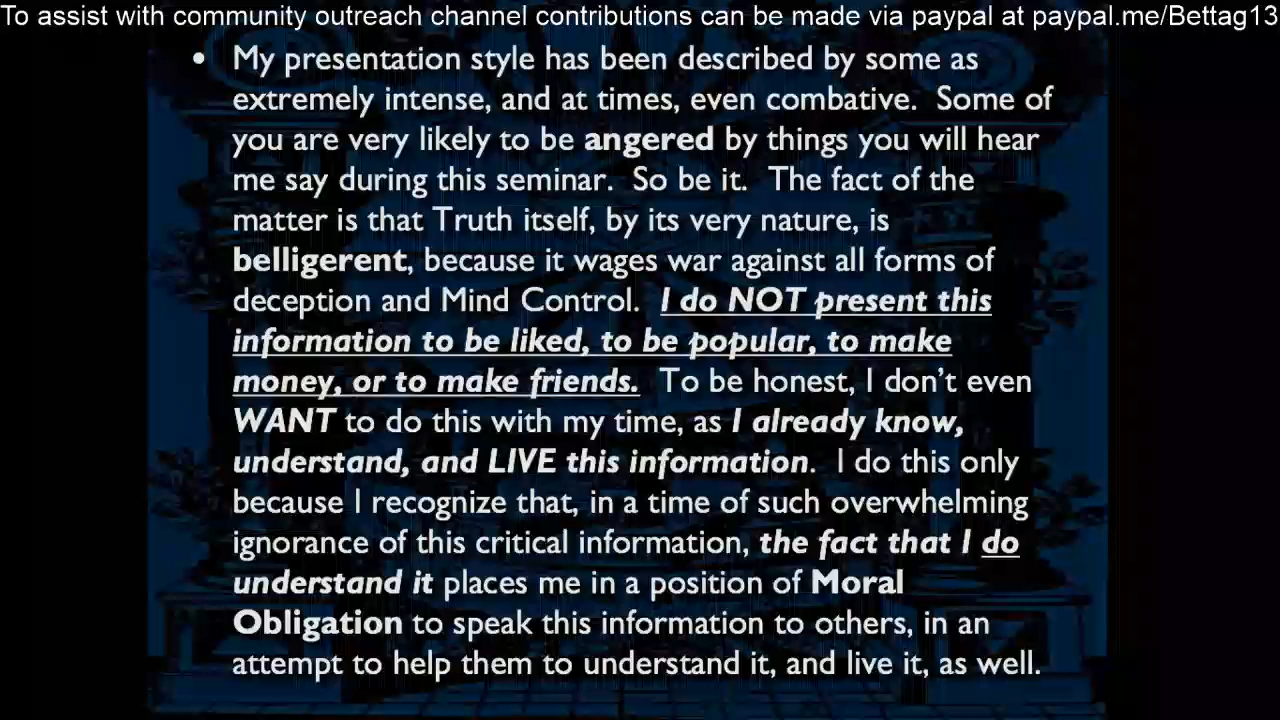 To assist with community outreach channel contributions can be made via paypal at paypal.me/Bettag13
• My presentation style has been described by some as
extremely intense, and at times, even combative. Some of
you are very likely to be angered by things you will hear
me say during this seminar. So be it. The fact of the
matter is that Truth itself, by its very nature, is
belligerent, because it wages war against all forms of
deception and Mind Control. I do NOT present this
information to be liked, to be popular, to make
money, or to make friends. To be honest, I don't even
WANT to do this with my time, as I already know,
understand, and LIVE this information. I do this only
because I recognize that, in a time of such overwhelming
ignorance of this critical information, the fact that I do
understand it places me in a position of Moral
Obligation to speak this information to others, in an
attempt to help them to understand it, and live it, as well.